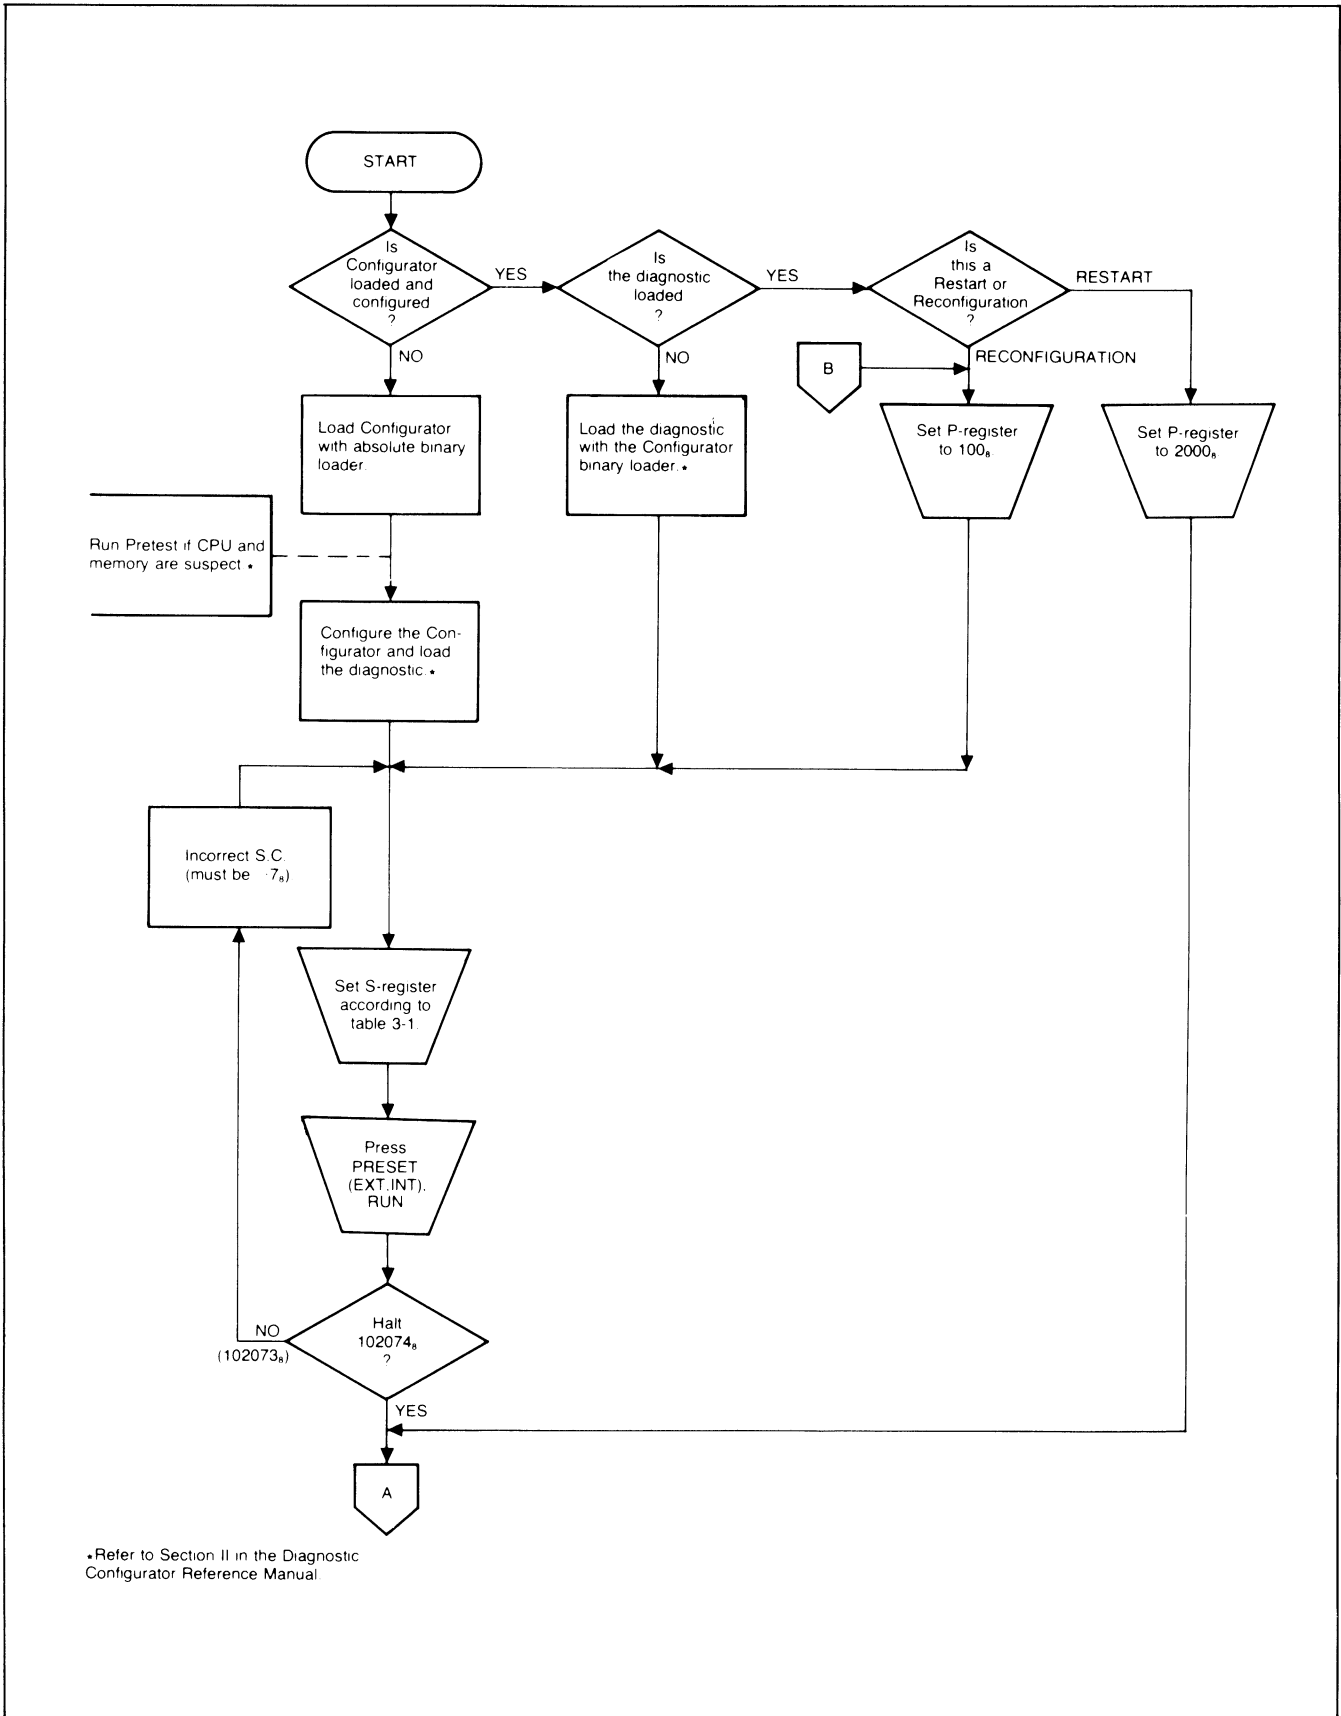 START
Is
Configurator
loaded and
configured
?
YES
NO
Is
the diagnostic
loaded
?
YES
NO
Is
this a
Restart or
Reconfiguration
?
RESTART
RECONFIGURATION
B
Load Configurator
with absolute binary
loader.
Load the diagnostic
with the Configurator
binary loader.*
Set P-register
to 100₈.
Set P-register
to 2000₈.
Run Pretest if CPU and
memory are suspect.*
Configure the Con-
figurator and load
the diagnostic.*
Incorrect S.C.
(must be 7₈)
Set S-register
according to
table 3-1.
Press
PRESET
(EXT.INT),
RUN
Halt
102074₈
?
NO
(102073₈)
YES
A
*Refer to Section II in the Diagnostic
Configurator Reference Manual.